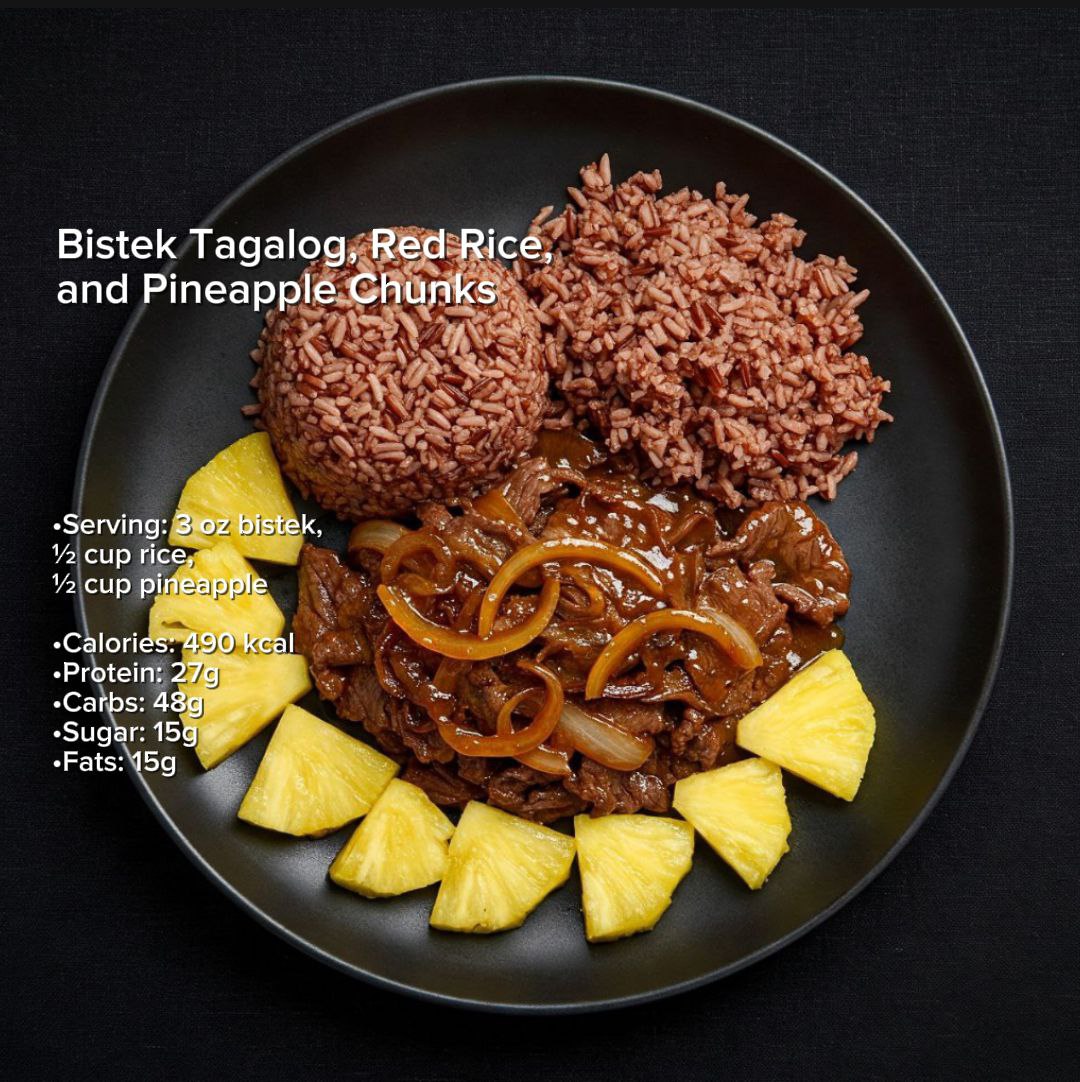 Bistek Tagalog, Red Rice,
and Pineapple Chunks
•Serving: 3 oz bistek,
½ cup rice,
½ cup pineapple
•Calories: 490 kcal
•Protein: 27g
•Carbs: 48g
•Sugar: 15g
•Fats: 15g